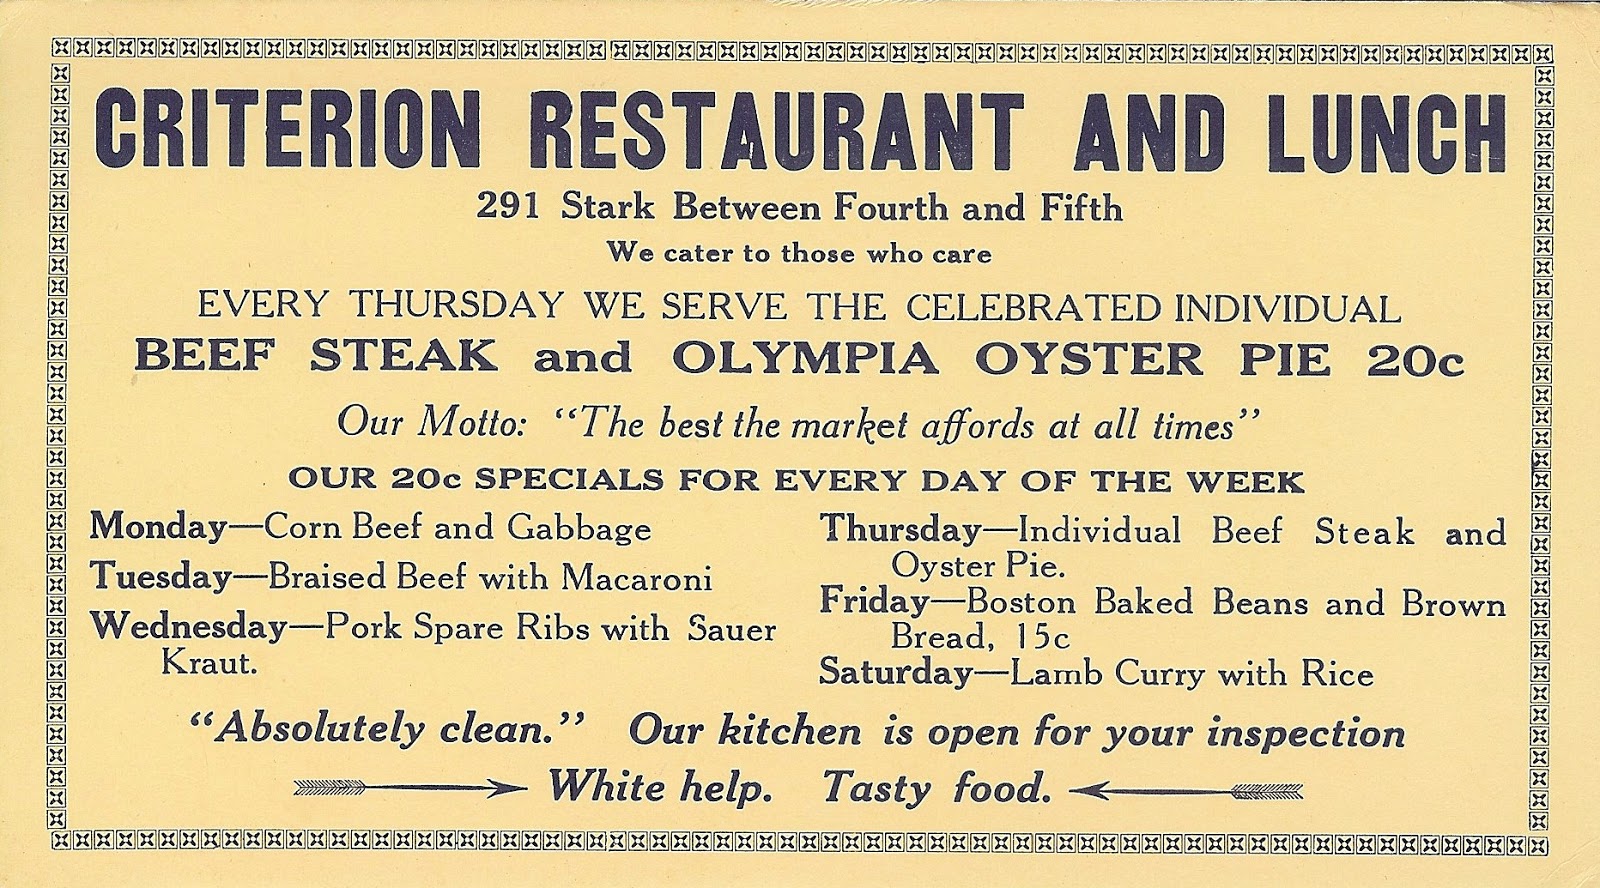 CRITERION RESTAURANT AND LUNCH
291 Stark Between Fourth and Fifth
We cater to those who care
EVERY THURSDAY WE SERVE THE CELEBRATED INDIVIDUAL
BEEF STEAK and OLYMPIA OYSTER PIE 20c
Our Motto: “The best the market affords at all times”
OUR 20c SPECIALS FOR EVERY DAY OF THE WEEK
Monday—Corn Beef and Gabbage
Tuesday—Braised Beef with Macaroni
Wednesday—Pork Spare Ribs with Sauer
Kraut.
Thursday—Individual Beef Steak and
Oyster Pie.
Friday—Boston Baked Beans and Brown
Bread, 15c
Saturday—Lamb Curry with Rice
“Absolutely clean.” Our kitchen is open for your inspection
White help. Tasty food.